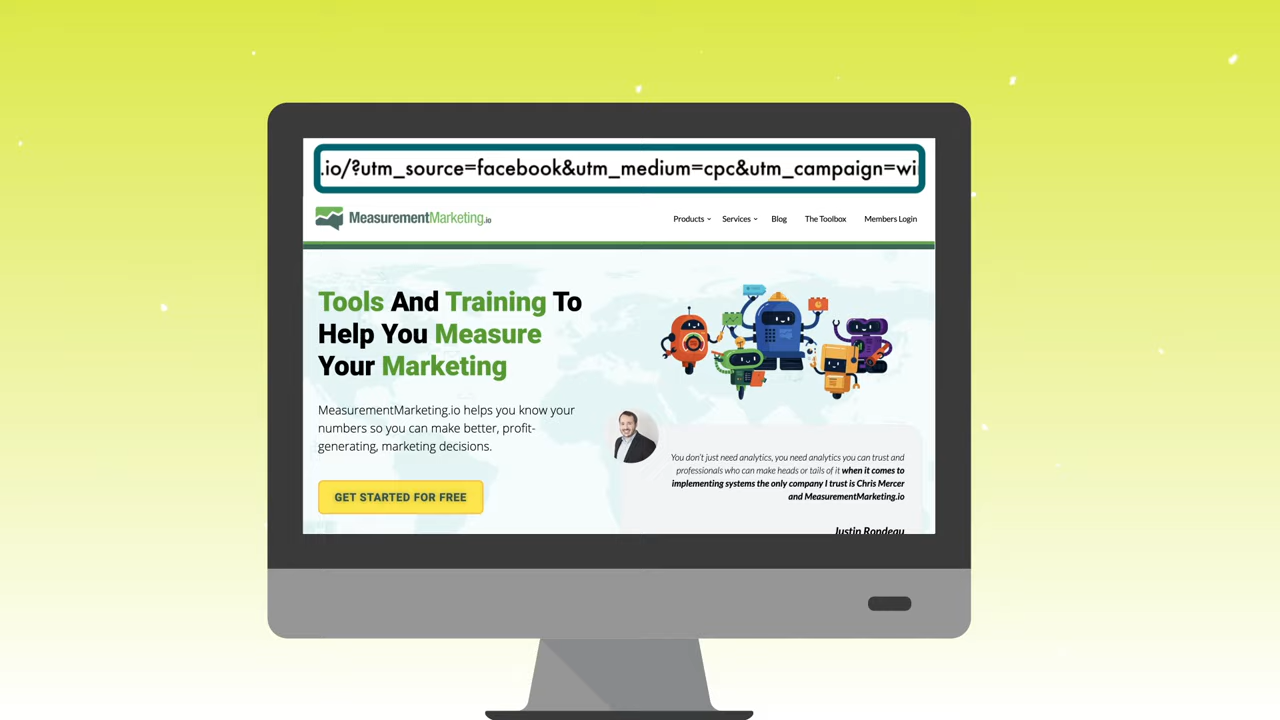 .io/?utm_source=facebook&utm_medium=cpc&utm_campaign=wi
MeasurementMarketing.io
Products Services Blog The Toolbox Members Login
Tools And Training To
Help You Measure
Your Marketing
MeasurementMarketing.io helps you know your
numbers so you can make better, profit-
generating, marketing decisions.
GET STARTED FOR FREE
You don't just need analytics, you need analytics you can trust and
professionals who can make heads or tails of it when it comes to
implementing systems the only company I trust is Chris Mercer
and MeasurementMarketing.io
Justin Rondeau